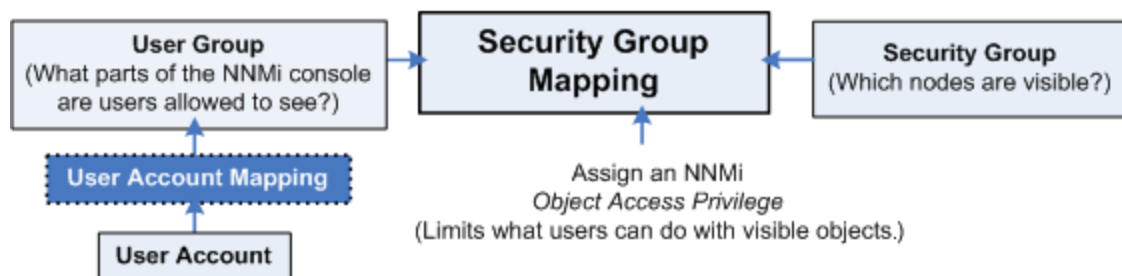 User Group
(What parts of the NNMi console
are users allowed to see?)
Security Group
Mapping
Security Group
(Which nodes are visible?)
User Account Mapping
User Account
Assign an NNMi
Object Access Privilege
(Limits what users can do with visible objects.)